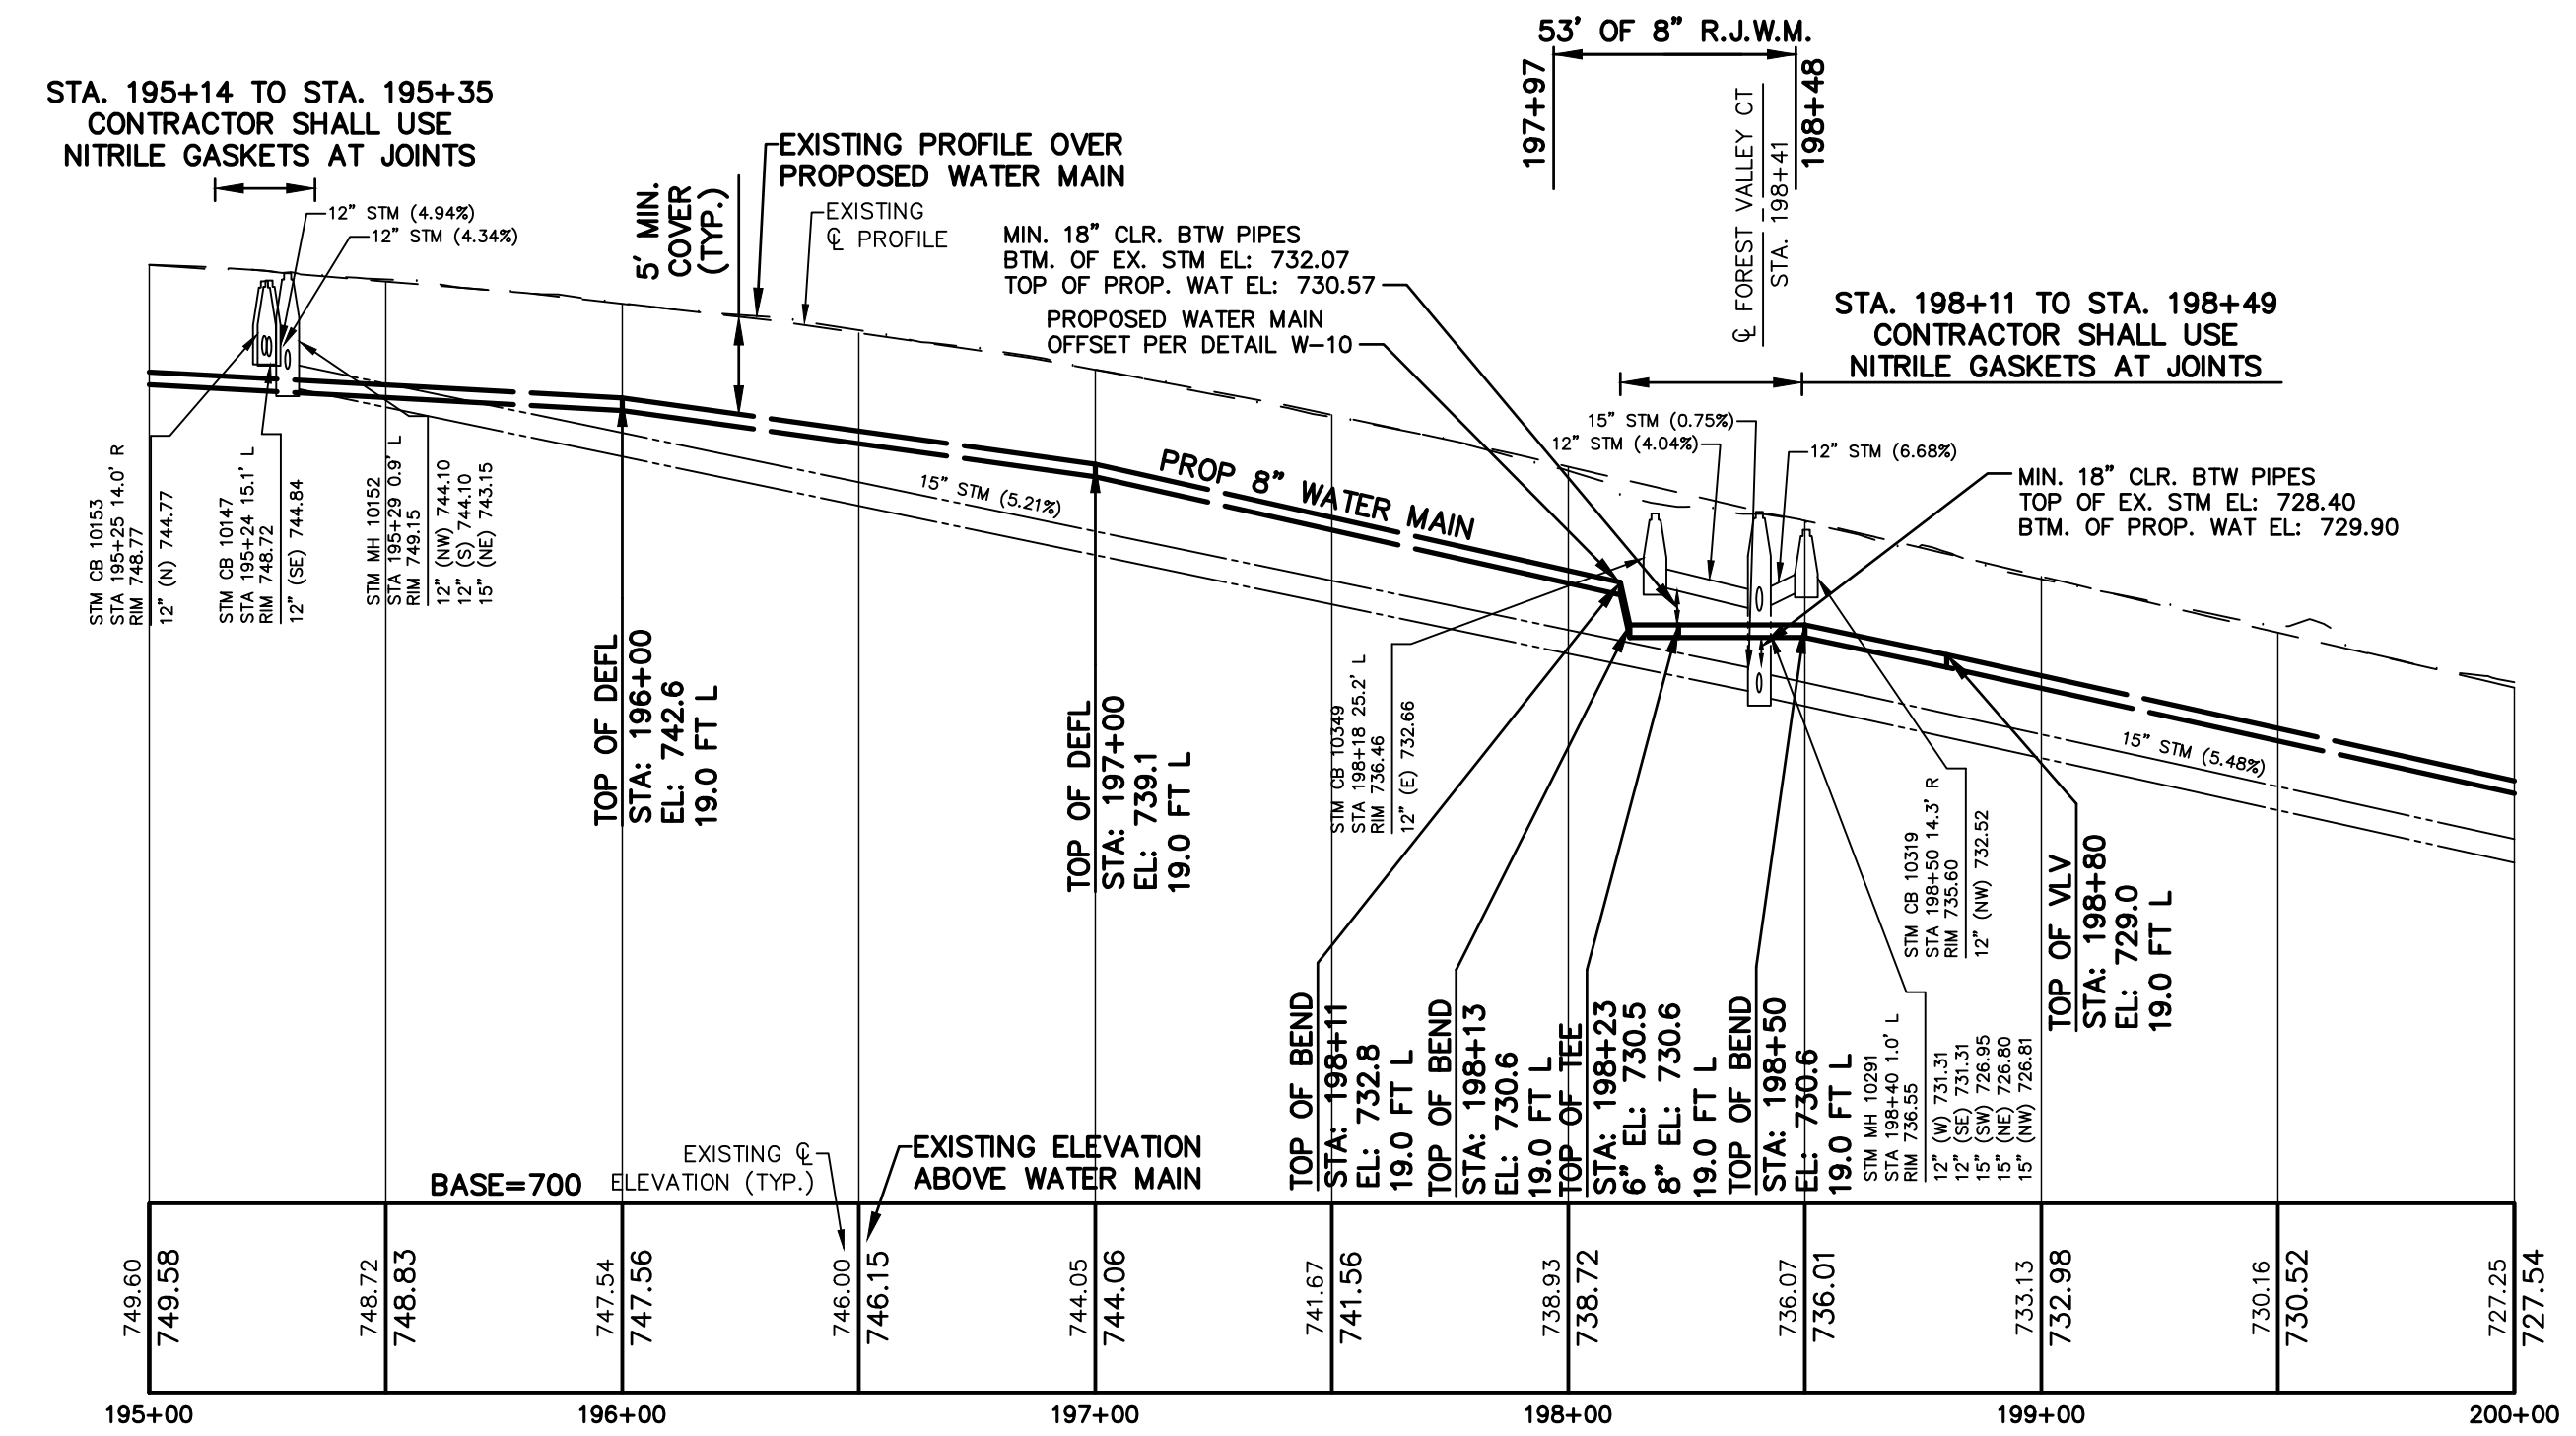 53' OF 8" R.J.W.M.
197+97
198+48
℄ FOREST VALLEY CT
STA. 198+41
STA. 195+14 TO STA. 195+35
CONTRACTOR SHALL USE
NITRILE GASKETS AT JOINTS
12" STM (4.94%)
12" STM (4.34%)
5' MIN.
COVER
(TYP.)
EXISTING PROFILE OVER
PROPOSED WATER MAIN
EXISTING
℄ PROFILE
MIN. 18" CLR. BTW PIPES
BTM. OF EX. STM EL: 732.07
TOP OF PROP. WAT EL: 730.57
PROPOSED WATER MAIN
OFFSET PER DETAIL W-10
STA. 198+11 TO STA. 198+49
CONTRACTOR SHALL USE
NITRILE GASKETS AT JOINTS
15" STM (0.75%)
12" STM (4.04%)
12" STM (6.68%)
MIN. 18" CLR. BTW PIPES
TOP OF EX. STM EL: 728.40
BTM. OF PROP. WAT EL: 729.90
PROP 8" WATER MAIN
15" STM (5.21%)
15" STM (5.48%)
STM CB 10153
STA 195+25 14.0' R
RIM 748.77
12" (N) 744.77
STM CB 10147
STA 195+24 15.1' L
RIM 748.72
12" (SE) 744.84
STM MH 10152
STA 195+29 0.9' L
RIM 749.15
12" (NW) 744.10
12" (S) 744.10
15" (NE) 743.15
TOP OF DEFL
STA: 196+00
EL: 742.6
19.0 FT L
TOP OF DEFL
STA: 197+00
EL: 739.1
19.0 FT L
STM CB 10349
STA 198+18 25.2' L
RIM 736.46
12" (E) 732.66
TOP OF BEND
STA: 198+11
EL: 732.8
19.0 FT L
TOP OF BEND
STA: 198+13
EL: 730.6
19.0 FT L
TOP OF TEE
STA: 198+23
6" EL: 730.5
8" EL: 730.6
19.0 FT L
TOP OF BEND
STA: 198+50
EL: 730.6
19.0 FT L
STM MH 10291
STA 198+40 1.0' L
RIM 736.55
12" (W) 731.31
12" (SE) 731.31
15" (SW) 726.95
15" (NE) 726.80
15" (NW) 726.81
STM CB 10319
STA 198+50 14.3' R
RIM 735.60
12" (NW) 732.52
TOP OF VLV
STA: 198+80
EL: 729.0
19.0 FT L
BASE=700
EXISTING ℄
ELEVATION (TYP.)
EXISTING ELEVATION
ABOVE WATER MAIN
749.60
749.58
748.72
748.83
747.54
747.56
746.00
746.15
744.05
744.06
741.67
741.56
738.93
738.72
736.07
736.01
733.13
732.98
730.16
730.52
727.25
727.54
195+00
196+00
197+00
198+00
199+00
200+00